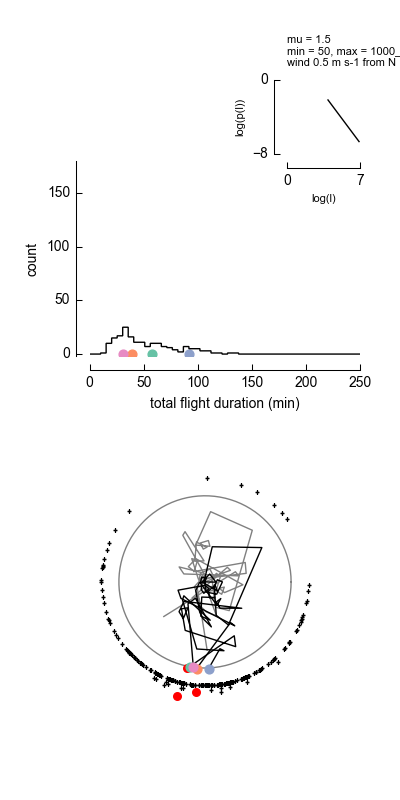 mu = 1.5
min = 50, max = 1000_
wind 0.5 m s-1 from N
0
log(p(l))
−8
0
7
log(l)
150
100
50
0
count
0
50
100
150
200
250
total flight duration (min)